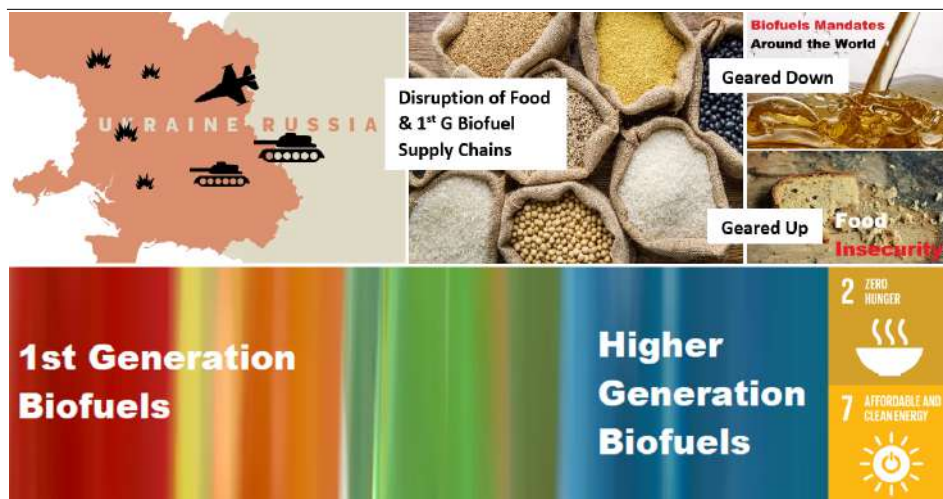 UKRAINE RUSSIA
Disruption of Food
& 1st G Biofuel
Supply Chains
Biofuels Mandates
Around the World
Geared Down
Geared Up
Food
Insecurity
1st Generation
Biofuels
Higher
Generation
Biofuels
2 ZERO
HUNGER
7 AFFORDABLE AND
CLEAN ENERGY